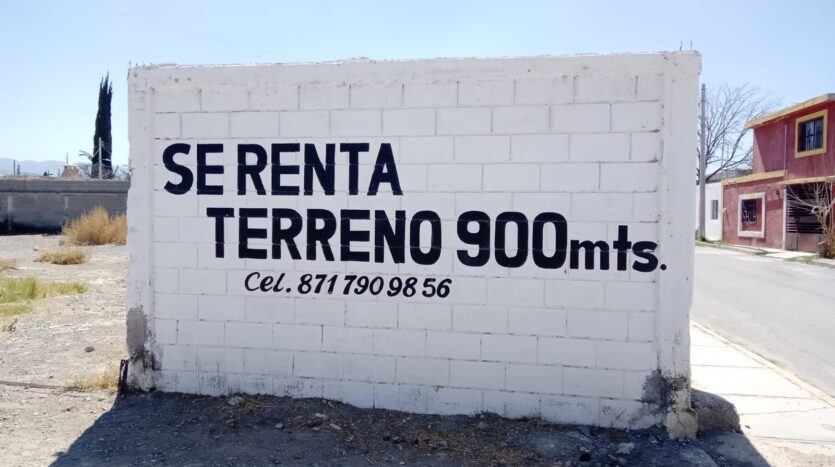 SE RENTA
TERRENO 900mts.
Cel. 871 790 98 56